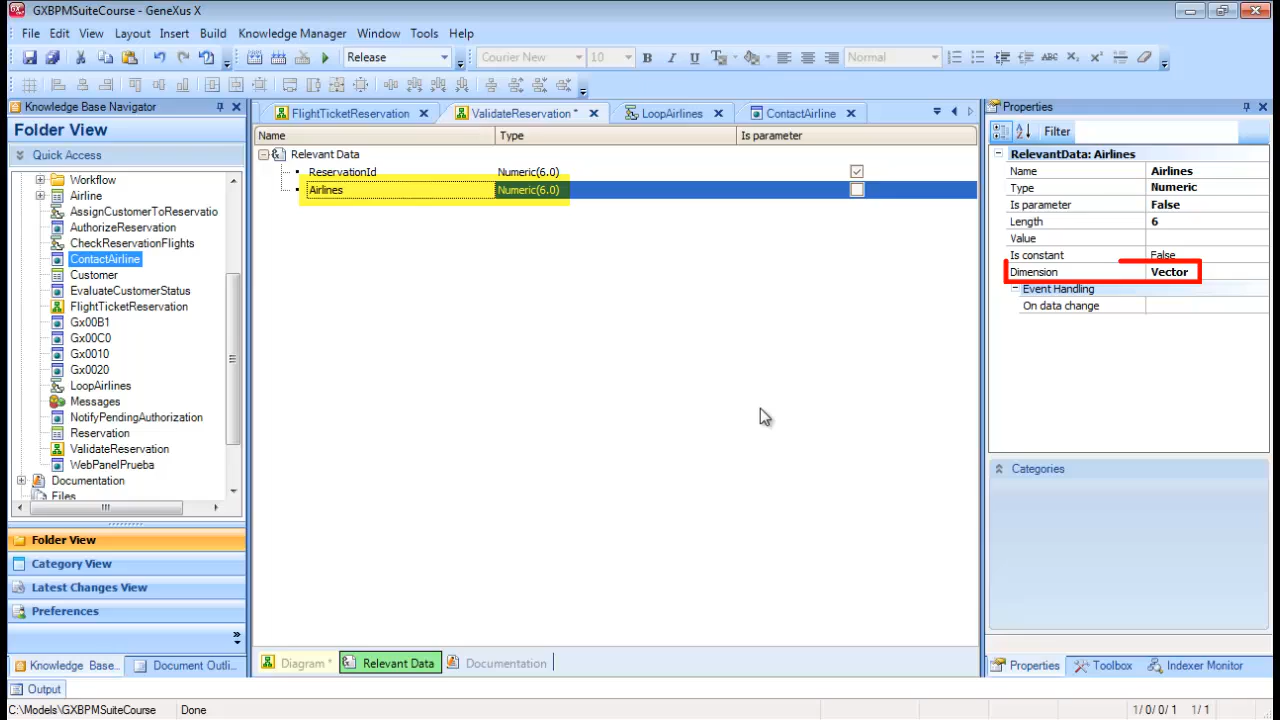 GXBPMSuiteCourse - GeneXus X
File Edit View Layout Insert Build Knowledge Manager Window Tools Help
Release Courier New 10 B I U Normal ABC
Knowledge Base Navigator
Folder View
Quick Access
Workflow
Airline
AssignCustomerToReservatio
AuthorizeReservation
CheckReservationFlights
ContactAirline
Customer
EvaluateCustomerStatus
FlightTicketReservation
Gx00B1
Gx00C0
Gx0010
Gx0020
LoopAirlines
Messages
NotifyPendingAuthorization
Reservation
ValidateReservation
WebPanelPrueba
Documentation
Files
Folder View
Category View
Latest Changes View
Preferences
Knowledge Base.. Document Outli..
FlightTicketReservation ValidateReservation * LoopAirlines ContactAirline
Name Type Is parameter
Relevant Data
ReservationId Numeric(6.0)
Airlines Numeric(6.0)
Diagram * Relevant Data Documentation
Properties
Filter
RelevantData: Airlines
Name Airlines
Type Numeric
Is parameter False
Length 6
Value
Is constant False
Dimension Vector
Event Handling
On data change
Categories
Properties Toolbox Indexer Monitor
Output
C:\Models\GXBPMSuiteCourse Done 1/ 0/ 0/ 1 1/ 1